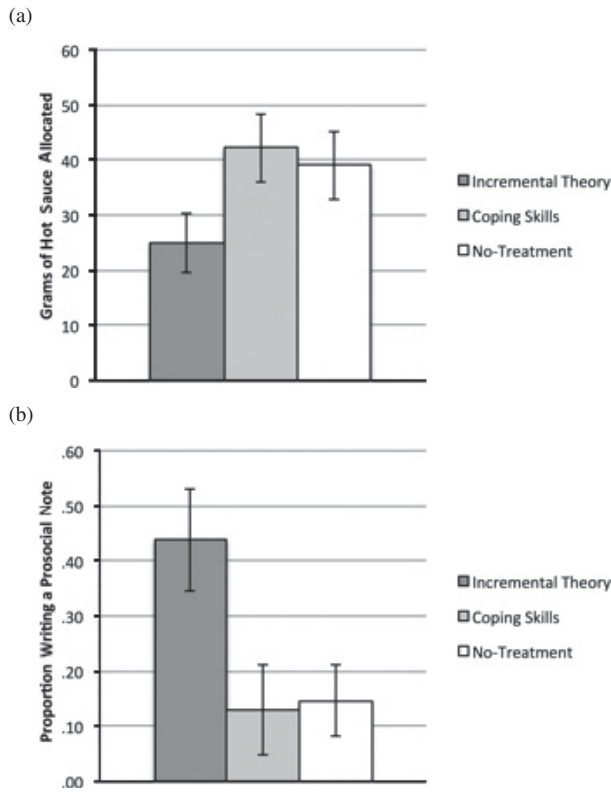 (a)
60
50
40
30
20
10
0
Grams of Hot Sauce Allocated
Incremental Theory
Coping Skills
No-Treatment
(b)
.60
.50
.40
.30
.20
.10
.00
Proportion Writing a Prosocial Note
Incremental Theory
Coping Skills
No-Treatment